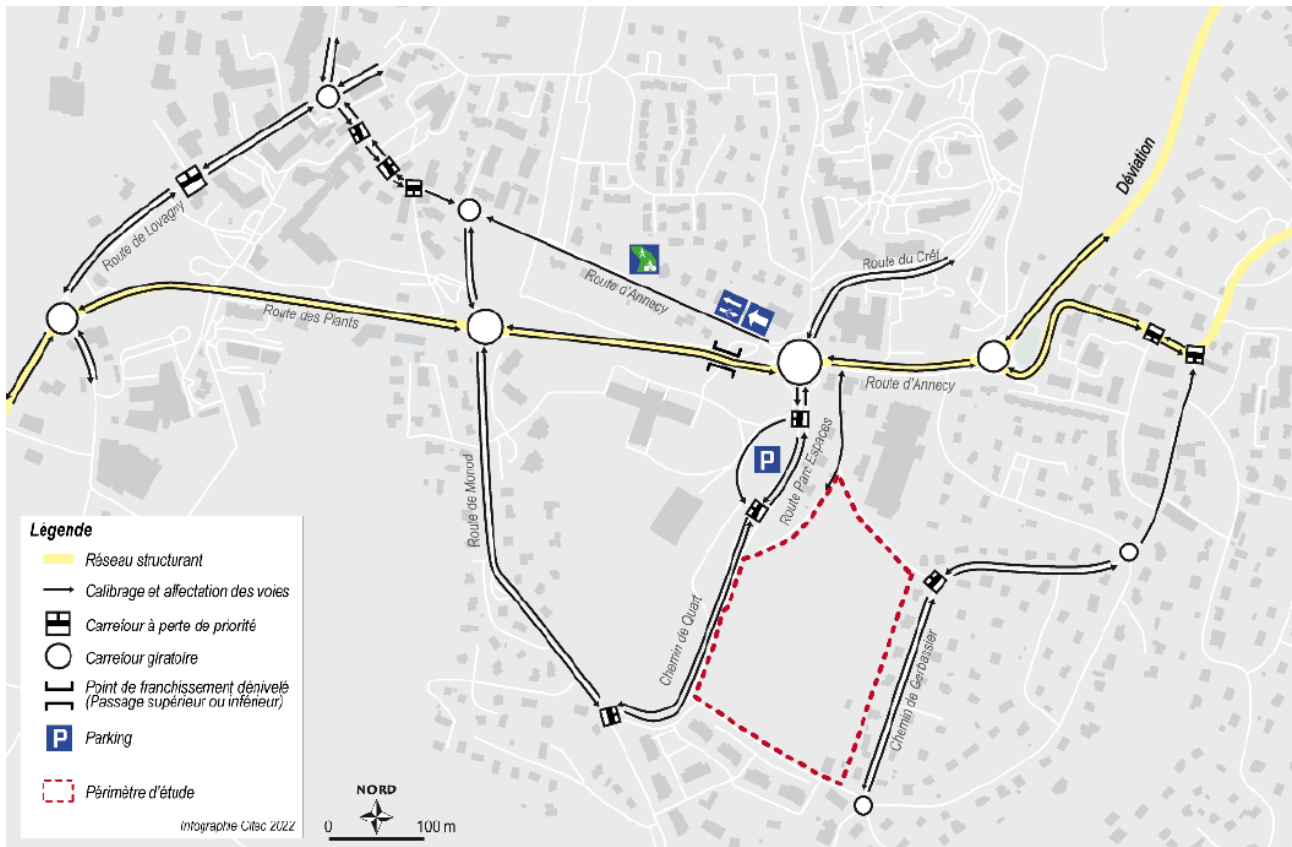 Déviation
Route de Lovagny
Route du Crêt
Route d'Annecy
Route des Plants
Route d'Annecy
Route Parc Espaces
P
Route de Monod
Chemin de Quart
Chemin de Gerbassier
Légende
Réseau structurant
Calibrage et affectation des voies
Carrefour à perte de priorité
Carrefour giratoire
Point de franchissement dénivelé
(Passage supérieur ou inférieur)
P
Parking
Périmètre d'étude
Infographie Citec 2022
NORD
0 100 m